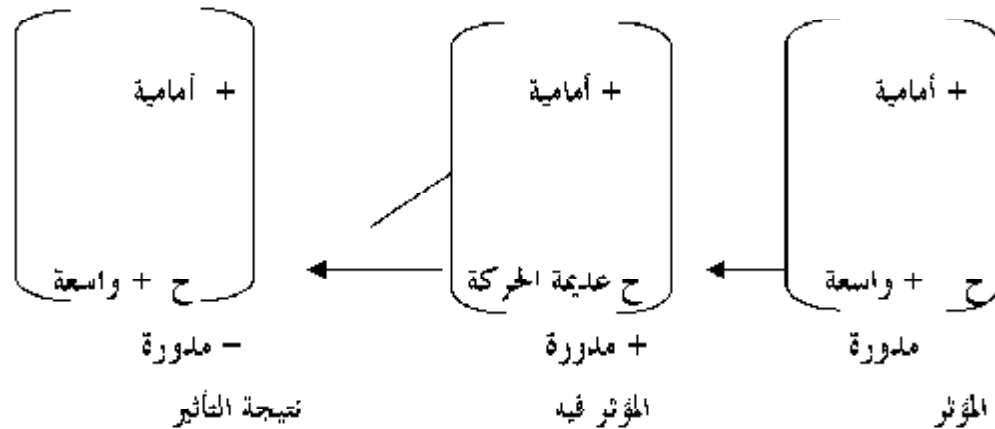 + أمامية + أمامية + أمامية
ح + واسعة ح عديمة الحركة ح + واسعة
مدورة + مدورة – مدورة
المؤثر المؤثر فيه نتيجة التأثير